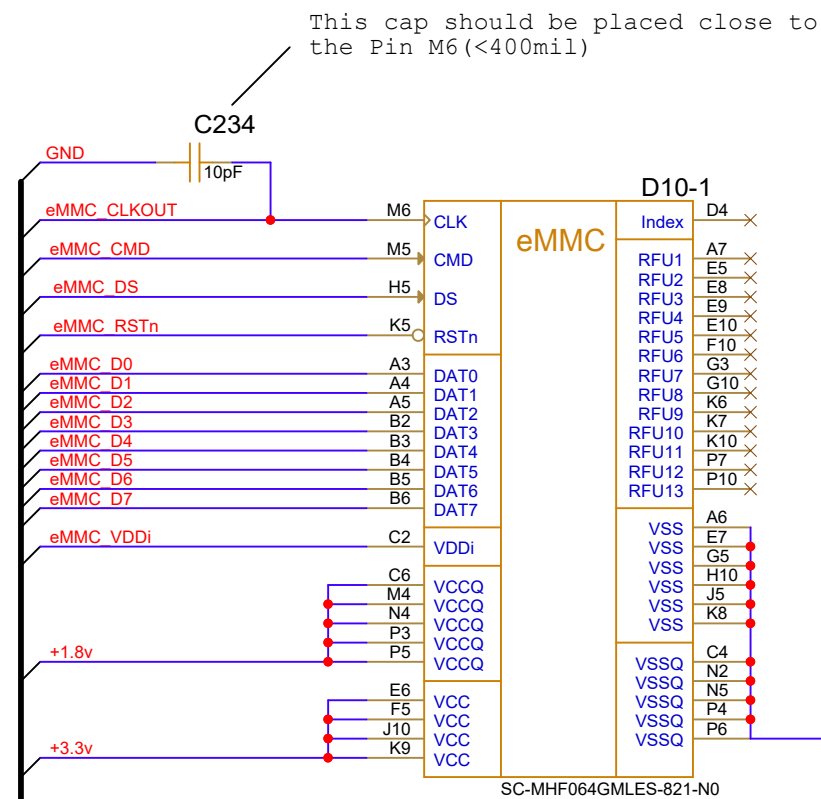 This cap should be placed close to
the Pin M6(<400mil)
C234
GND
10pF
D10-1
eMMC_CLKOUT M6 CLK eMMC Index D4
eMMC_CMD M5 CMD RFU1 A7
RFU2 E5
eMMC_DS H5 DS RFU3 E8
RFU4 E9
eMMC_RSTn K5 RSTn RFU5 E10
RFU6 F10
eMMC_D0 A3 DAT0 RFU7 G3
eMMC_D1 A4 DAT1 RFU8 G10
eMMC_D2 A5 DAT2 RFU9 K6
eMMC_D3 B2 DAT3 RFU10 K7
eMMC_D4 B3 DAT4 RFU11 K10
eMMC_D5 B4 DAT5 RFU12 P7
eMMC_D6 B5 DAT6 RFU13 P10
eMMC_D7 B6 DAT7
VSS A6
eMMC_VDDi C2 VDDi VSS E7
VSS G5
C6 VCCQ VSS H10
M4 VCCQ VSS J5
N4 VCCQ VSS K8
P3 VCCQ
+1.8v P5 VCCQ VSSQ C4
VSSQ N2
E6 VCC VSSQ N5
F5 VCC VSSQ P4
J10 VCC VSSQ P6
+3.3v K9 VCC
SC-MHF064GMLES-821-N0